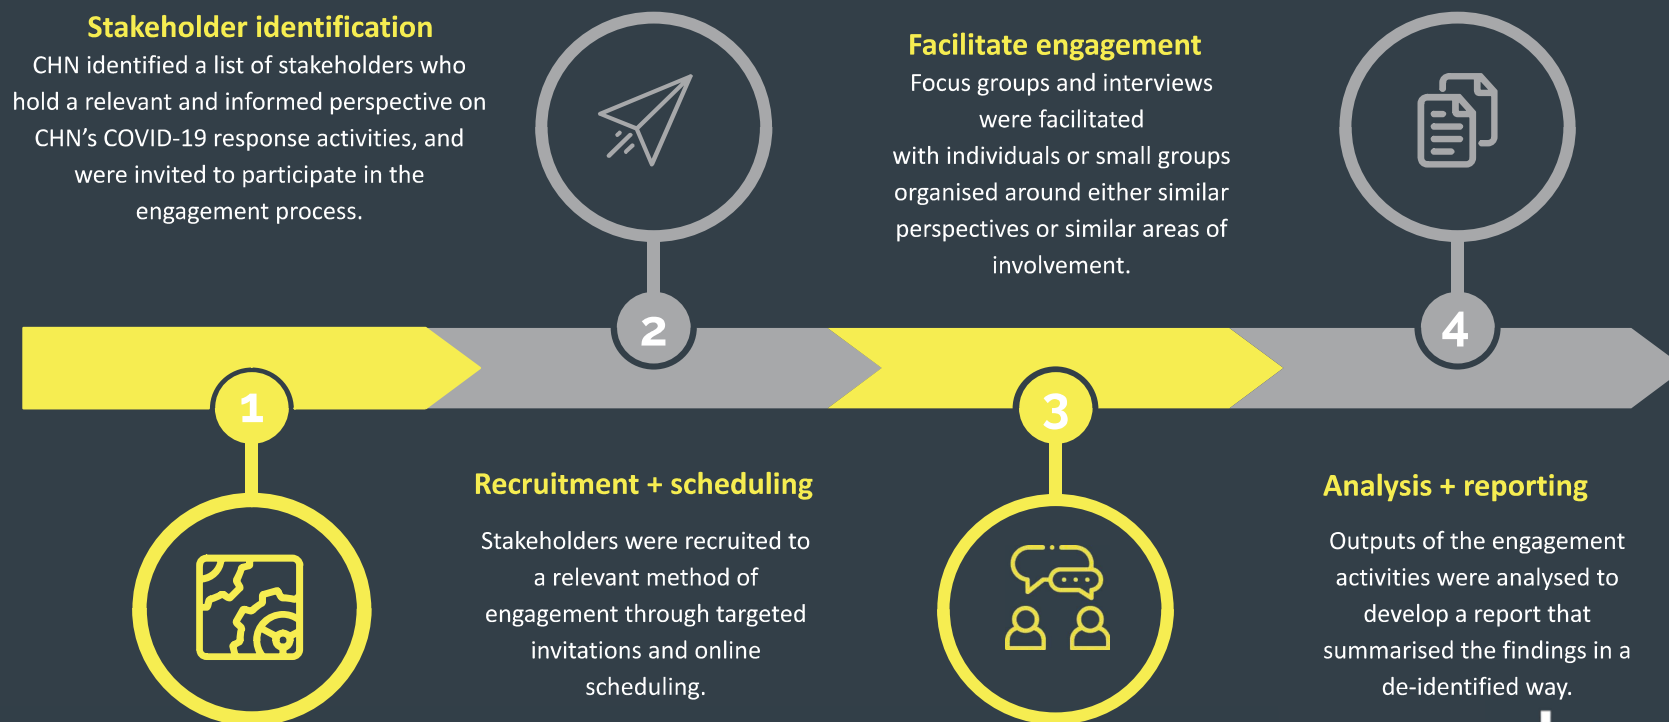 Stakeholder identification
CHN identified a list of stakeholders who
hold a relevant and informed perspective on
CHN’s COVID-19 response activities, and
were invited to participate in the
engagement process.
1
2
Recruitment + scheduling
Stakeholders were recruited to
a relevant method of
engagement through targeted
invitations and online
scheduling.
Facilitate engagement
Focus groups and interviews
were facilitated
with individuals or small groups
organised around either similar
perspectives or similar areas of
involvement.
3
4
Analysis + reporting
Outputs of the engagement
activities were analysed to
develop a report that
summarised the findings in a
de-identified way.